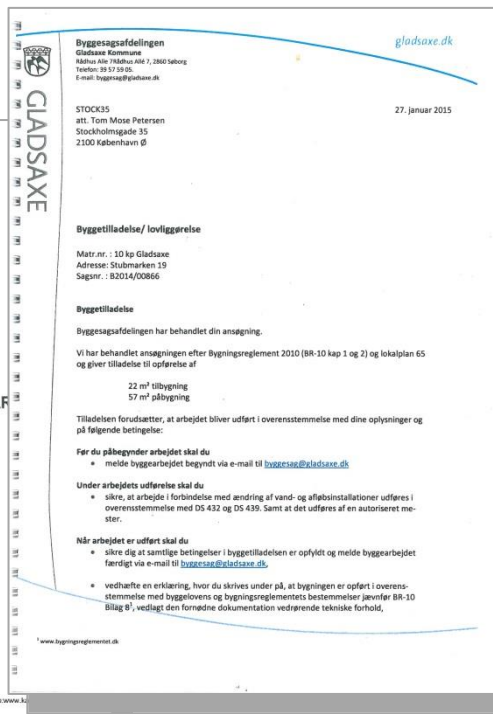 gladsaxe.dk
GLADSAXE
Byggesagsafdelingen
Gladsaxe Kommune
Rådhus Alle 7Rådhus Allé 7, 2860 Søborg
Telefon: 39 57 59 05.
E-mail: byggesag@gladsaxe.dk
STOCK35
att. Tom Mose Petersen
Stockholmsgade 35
2100 København Ø
27. januar 2015
Byggetilladelse/ lovliggørelse
Matr.nr. : 10 kp Gladsaxe
Adresse: Stubmarken 19
Sagsnr. : B2014/00866
Byggetilladelse
Byggesagsafdelingen har behandlet din ansøgning.
Vi har behandlet ansøgningen efter Bygningsreglement 2010 (BR-10 kap 1 og 2) og lokalplan 65
og giver tilladelse til opførelse af
22 m² tilbygning
57 m² påbygning
Tilladelsen forudsætter, at arbejdet bliver udført i overensstemmelse med dine oplysninger og
på følgende betingelse:
Før du påbegynder arbejdet skal du
• melde byggearbejdet begyndt via e-mail til byggesag@gladsaxe.dk
Under arbejdets udførelse skal du
• sikre, at arbejde i forbindelse med ændring af vand- og afløbsinstallationer udføres i
overensstemmelse med DS 432 og DS 439. Samt at det udføres af en autoriseret me-
ster.
Når arbejdet er udført skal du
• sikre dig at samtlige betingelser i byggetilladelsen er opfyldt og melde byggearbejdet
færdigt via e-mail til byggesag@gladsaxe.dk,
• vedhæfte en erklæring, hvor du skrives under på, at bygningen er opført i overens-
stemmelse med byggelovens og bygningsreglementets bestemmelser jævnfør BR-10
Bilag B¹, vedlagt den fornødne dokumentation vedrørende tekniske forhold,
¹ www.bygningsreglementet.dk